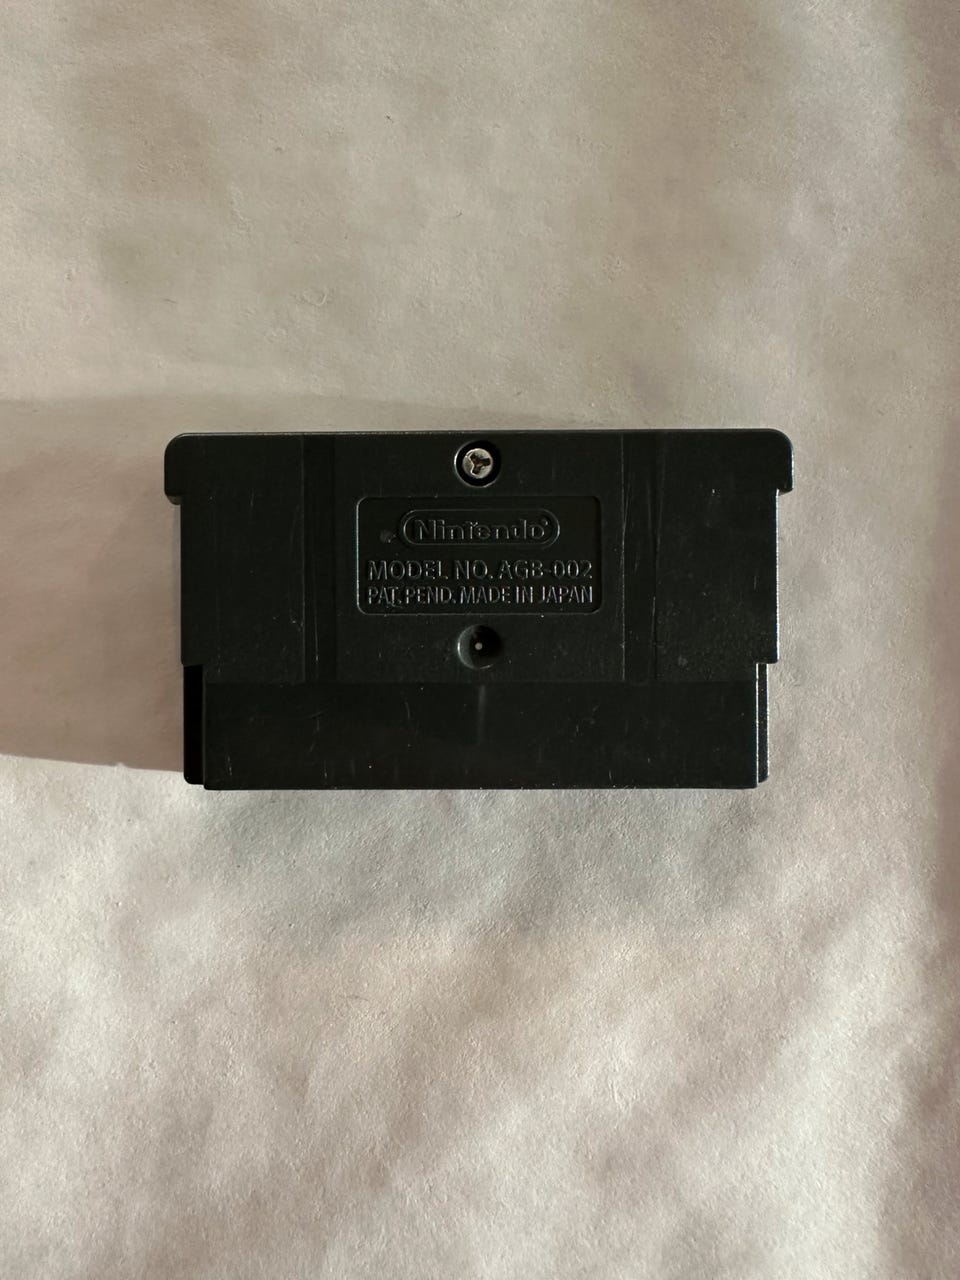 Nintendo®
MODEL NO. AGB-002
PAT. PEND. MADE IN JAPAN